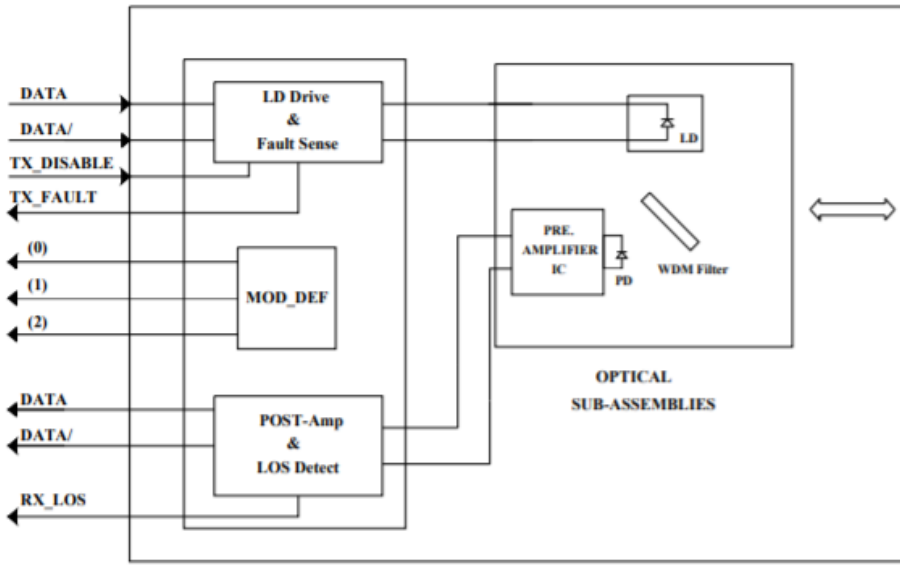 DATA
DATA/
TX_DISABLE
TX_FAULT
(0)
(1)
(2)
DATA
DATA/
RX_LOS
LD Drive
&
Fault Sense
MOD_DEF
POST-Amp
&
LOS Detect
LD
PRE.
AMPLIFIER
IC
PD
WDM Filter
OPTICAL
SUB-ASSEMBLIES